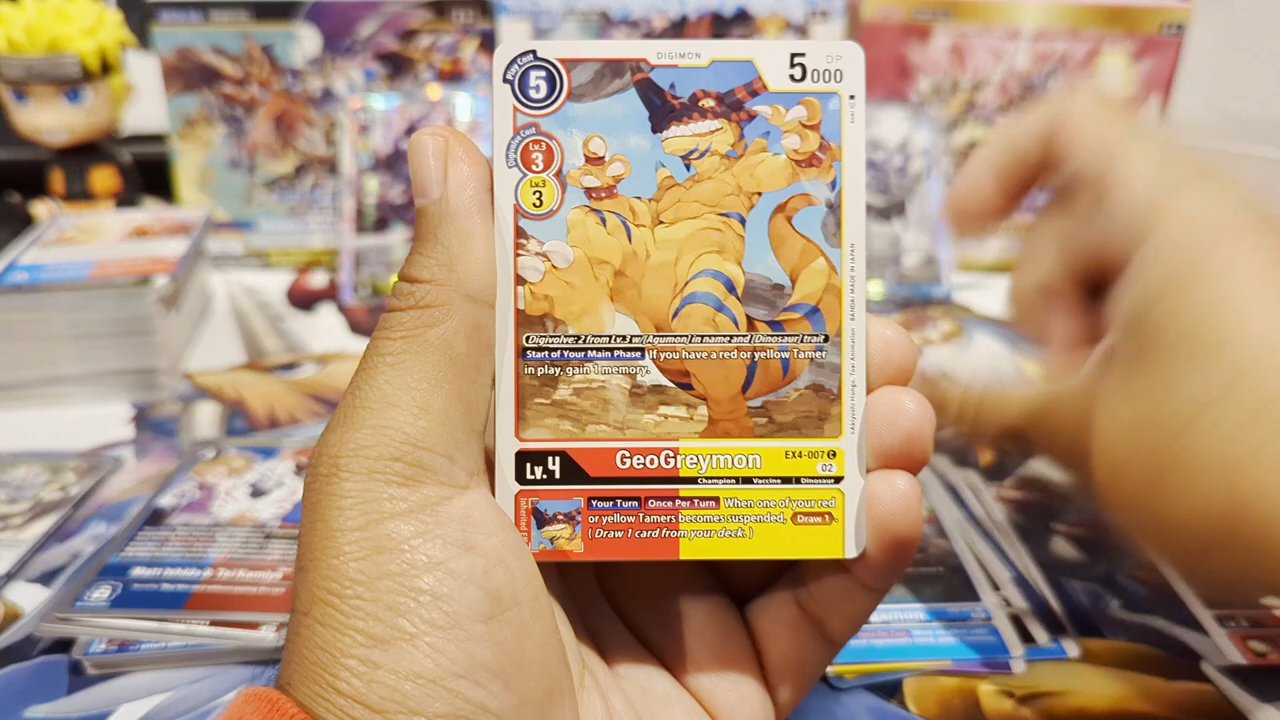 DIGIMON
Play Cost
5
DP
5000
Digivolve Cost
Lv.3
3
Lv.3
3
Digivolve: 2 from Lv.3 w/[Agumon] in name and [Dinosaur] trait
Start of Your Main Phase If you have a red or yellow Tamer
in play, gain 1 memory.
©Akiyoshi Hongo, Toei Animation BANDAI MADE IN JAPAN
Lv.4
GeoGreymon
EX4-007 C
02
Champion | Vaccine | Dinosaur
Your Turn Once Per Turn When one of your red
or yellow Tamers becomes suspended, Draw 1.
(Draw 1 card from your deck.)
Matt Ishida & Tai Kamiya